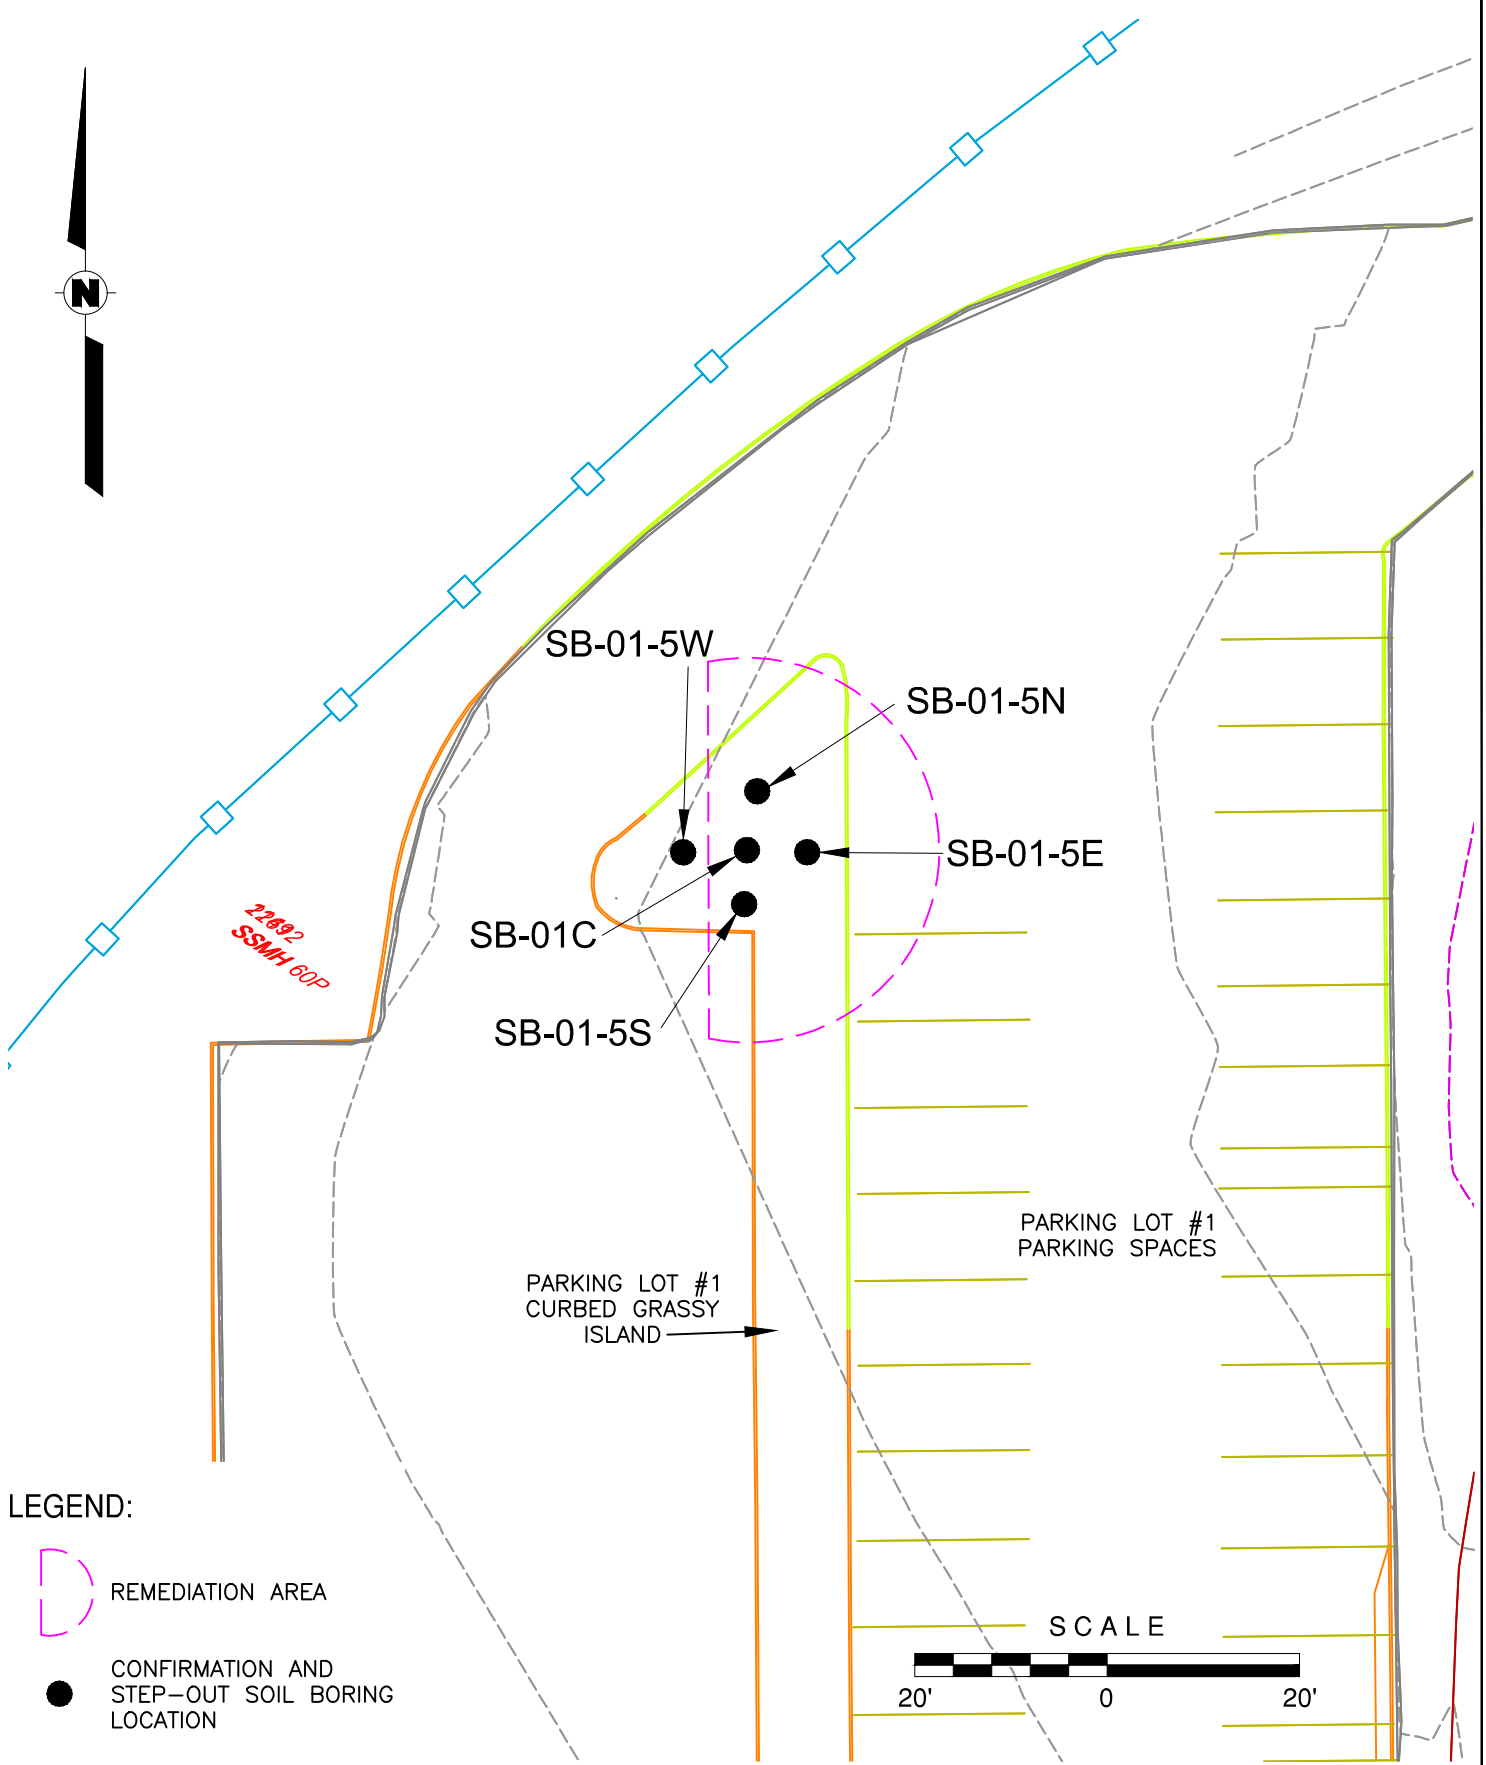 N
SB-01-5W
SB-01-5N
SB-01-5E
SB-01C
SB-01-5S
SSMH 60P
PARKING LOT #1
PARKING SPACES
PARKING LOT #1
CURBED GRASSY
ISLAND
LEGEND:
REMEDIATION AREA
CONFIRMATION AND
STEP-OUT SOIL BORING
LOCATION
SCALE
20' 0 20'